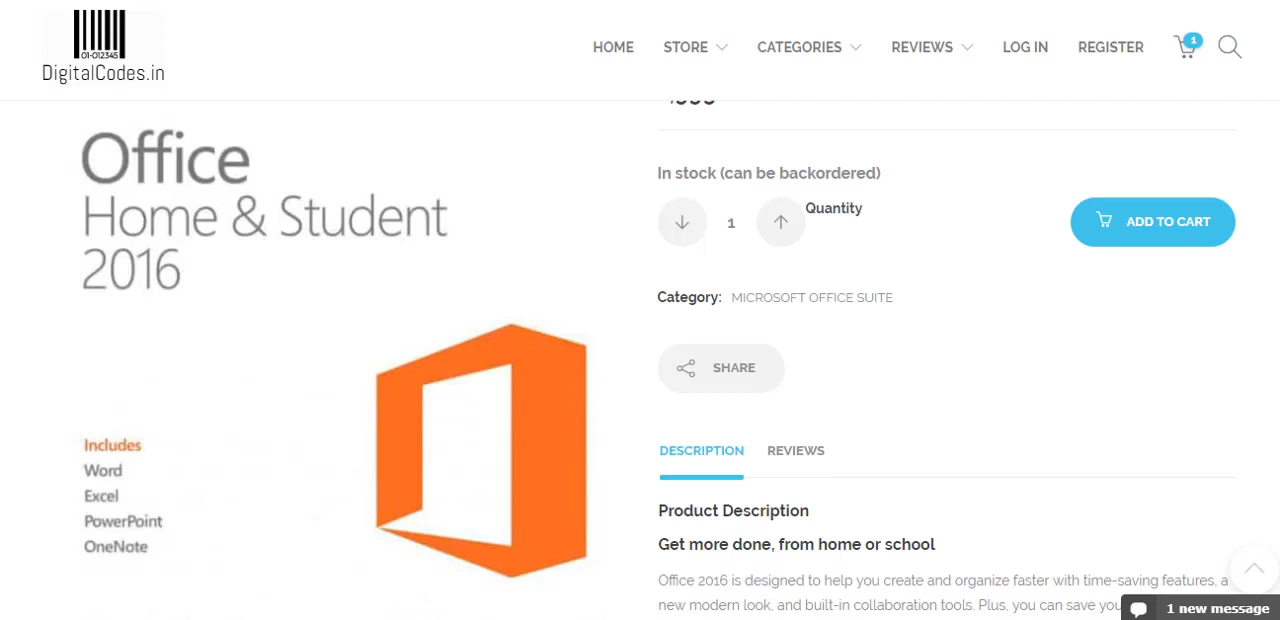 01-012345
DigitalCodes.in
HOME
STORE
CATEGORIES
REVIEWS
LOG IN
REGISTER
1
Office
Home & Student
2016
Includes
Word
Excel
PowerPoint
OneNote
In stock (can be backordered)
1
Quantity
ADD TO CART
Category: MICROSOFT OFFICE SUITE
SHARE
DESCRIPTION
REVIEWS
Product Description
Get more done, from home or school
Office 2016 is designed to help you create and organize faster with time-saving features, a
new modern look, and built-in collaboration tools. Plus, you can save
1 new message